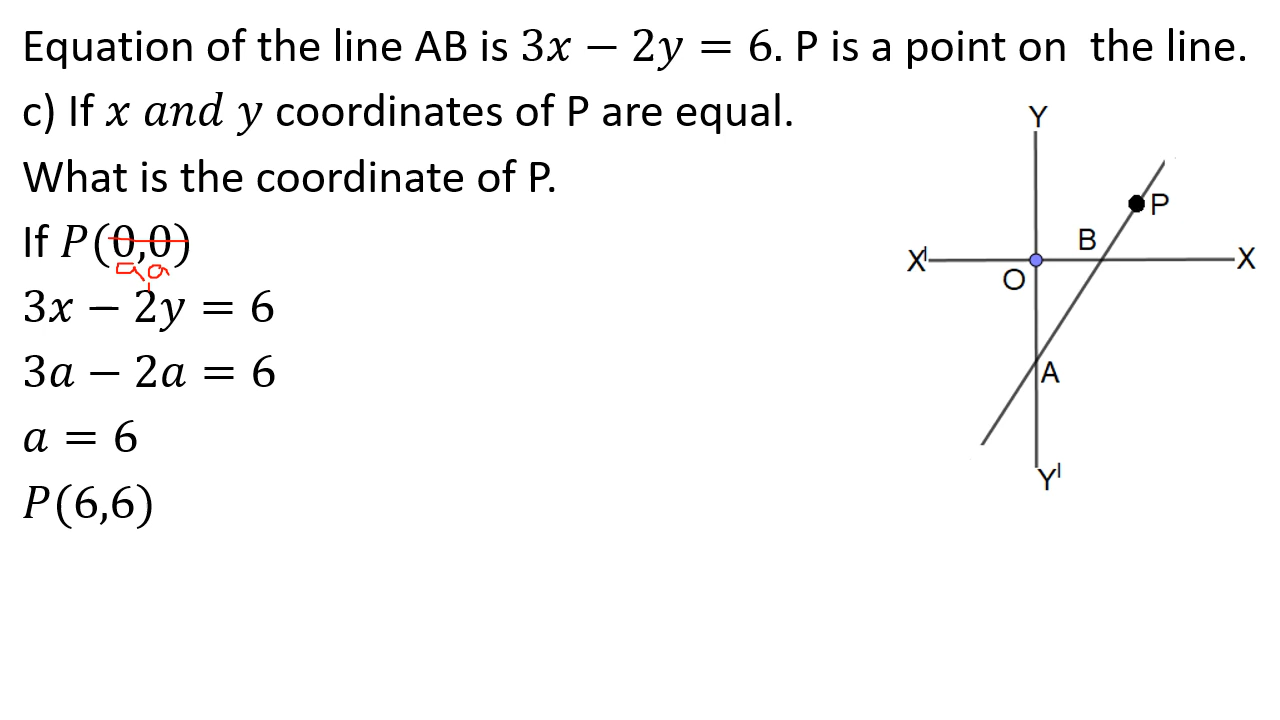 Equation of the line AB is 3x − 2y = 6. P is a point on the line.
c) If x and y coordinates of P are equal.
What is the coordinate of P.
If P(0,0)
a,a
3x − 2y = 6
3a − 2a = 6
a = 6
P(6,6)
Y
P
B
X'
X
O
A
Y'